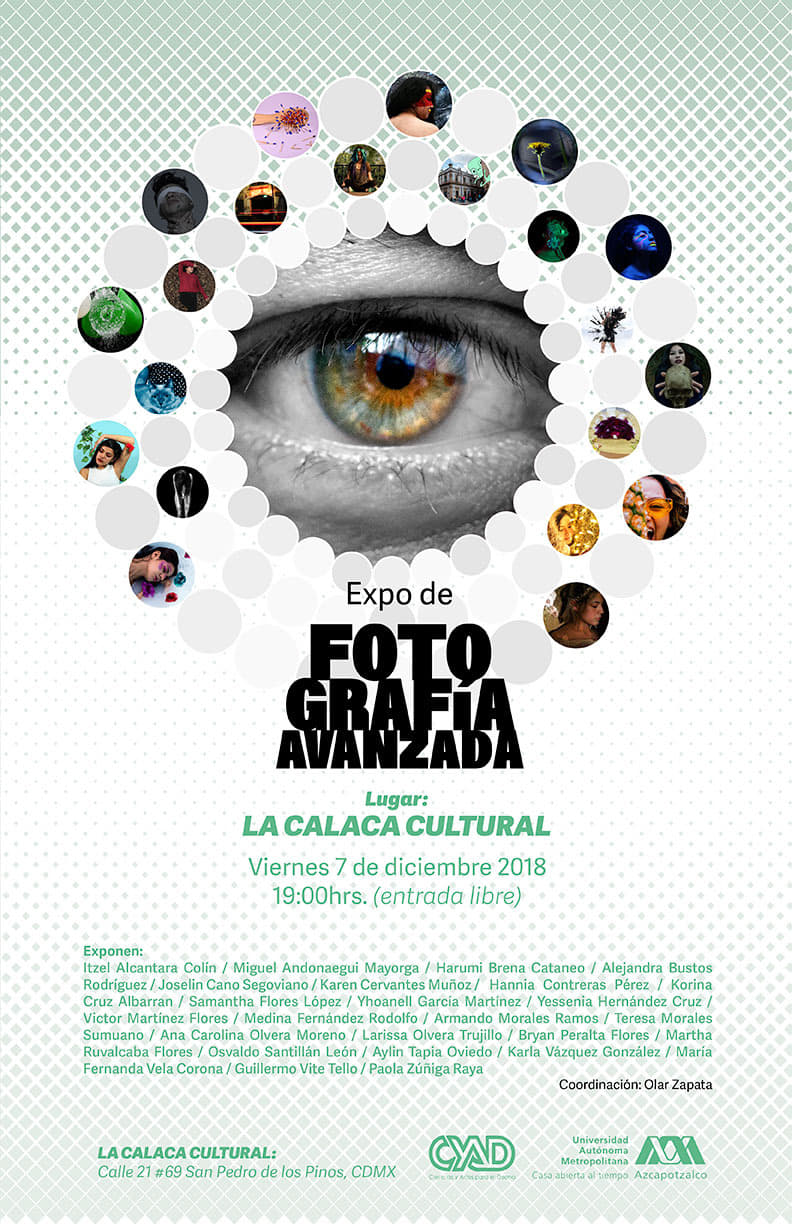 Expo de
FOTO
GRAFíA
AVANZADA
Lugar:
LA CALACA CULTURAL
Viernes 7 de diciembre 2018
19:00hrs. (entrada libre)
Exponen:
Itzel Alcantara Colín / Miguel Andonaegui Mayorga / Harumi Brena Cataneo / Alejandra Bustos
Rodríguez / Joselin Cano Segoviano / Karen Cervantes Muñoz / Hannia Contreras Pérez / Korina
Cruz Albarran / Samantha Flores López / Yhoanell García Martínez / Yessenia Hernández Cruz /
Victor Martínez Flores / Medina Fernández Rodolfo / Armando Morales Ramos / Teresa Morales
Sumuano / Ana Carolina Olvera Moreno / Larissa Olvera Trujillo / Bryan Peralta Flores / Martha
Ruvalcaba Flores / Osvaldo Santillán León / Aylin Tapia Oviedo / Karla Vázquez González / María
Fernanda Vela Corona / Guillermo Vite Tello / Paola Zúñiga Raya
Coordinación: Olar Zapata
LA CALACA CULTURAL:
Calle 21 #69 San Pedro de los Pinos, CDMX
CYAD
Ciencias y Artes para el Diseño
Universidad
Autónoma
Metropolitana
Casa abierta al tiempo
Azcapotzalco